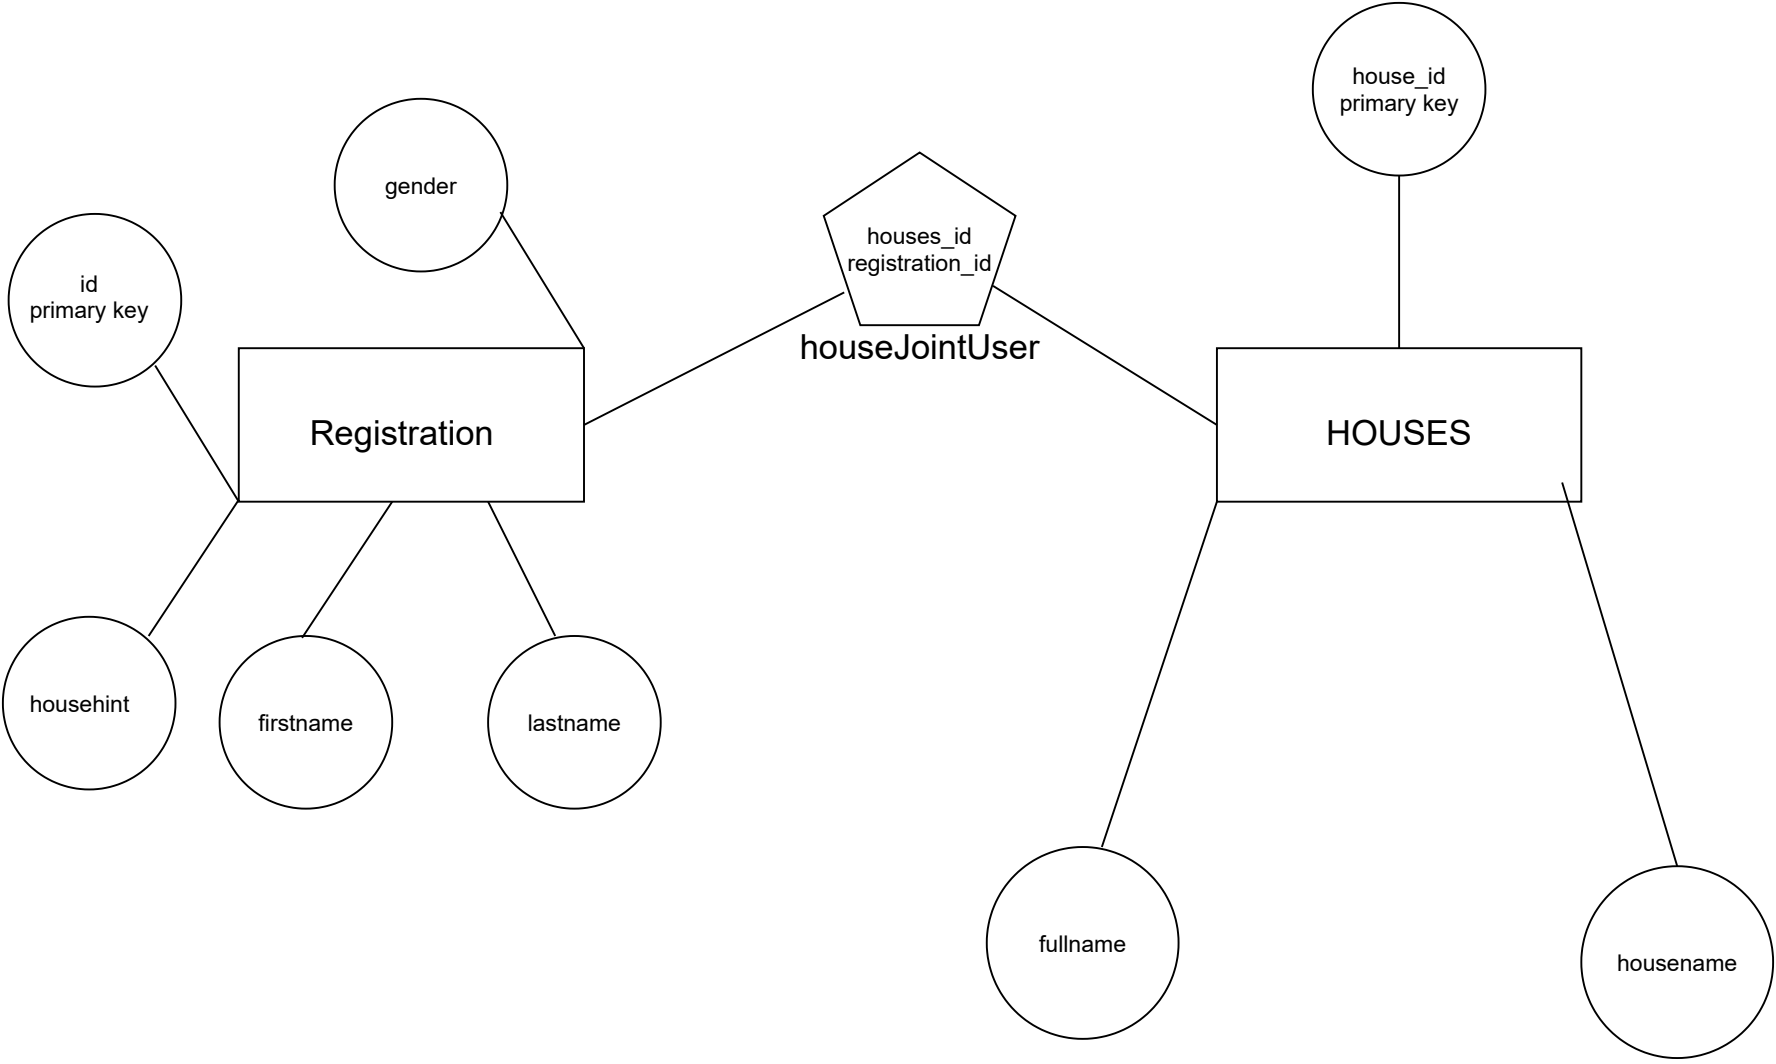 house_id
primary key
gender
houses_id
registration_id
id
primary key
houseJointUser
Registration
HOUSES
househint
firstname
lastname
fullname
housename